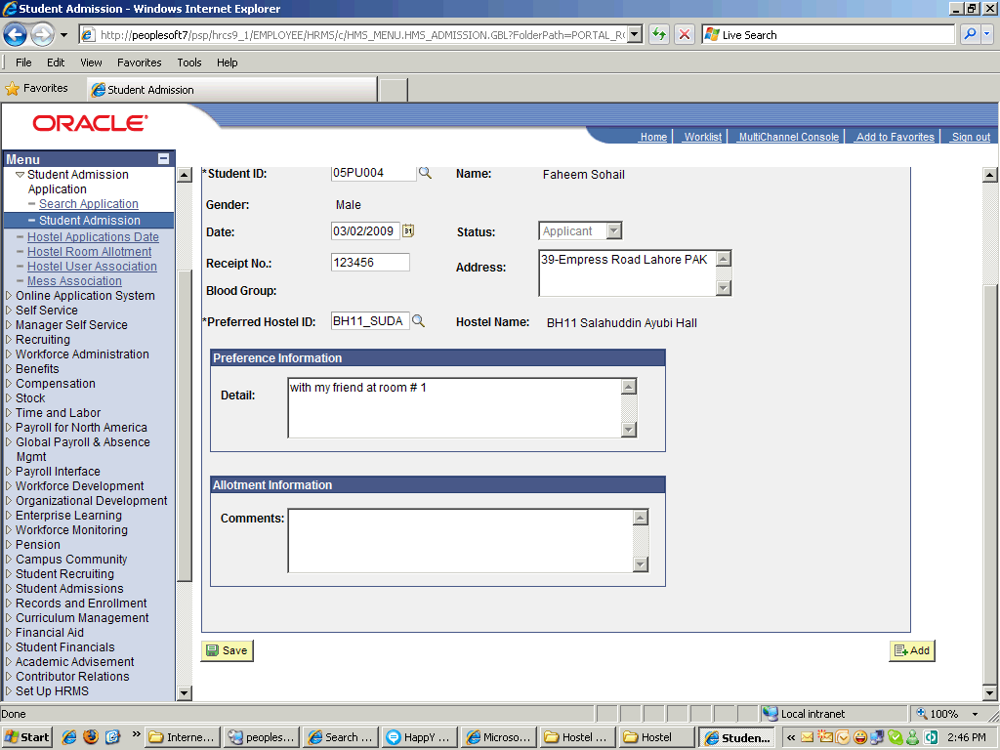 Student Admission - Windows Internet Explorer
http://peoplesoft7/psp/hrcs9_1/EMPLOYEE/HRMS/c/HMS_MENU.HMS_ADMISSION.GBL?FolderPath=PORTAL_R
Live Search
File Edit View Favorites Tools Help
Favorites Student Admission
ORACLE®
Home Worklist MultiChannel Console Add to Favorites Sign out
Menu
Student Admission
Application
Search Application
Student Admission
Hostel Applications Date
Hostel Room Allotment
Hostel User Association
Mess Association
Online Application System
Self Service
Manager Self Service
Recruiting
Workforce Administration
Benefits
Compensation
Stock
Time and Labor
Payroll for North America
Global Payroll & Absence
Mgmt
Payroll Interface
Workforce Development
Organizational Development
Enterprise Learning
Workforce Monitoring
Pension
Campus Community
Student Recruiting
Student Admissions
Records and Enrollment
Curriculum Management
Financial Aid
Student Financials
Academic Advisement
Contributor Relations
Set Up HRMS
*Student ID: 05PU004 Name: Faheem Sohail
Gender: Male
Date: 03/02/2009 31 Status: Applicant
Receipt No.: 123456 Address: 39-Empress Road Lahore PAK
Blood Group:
*Preferred Hostel ID: BH11_SUDA Hostel Name: BH11 Salahuddin Ayubi Hall
Preference Information
Detail: with my friend at room # 1
Allotment Information
Comments:
Save Add
Done Local intranet 100%
Start » Interne... peoples... Search ... HappY ... Microso... Hostel ... Hostel Studen... « 2:46 PM